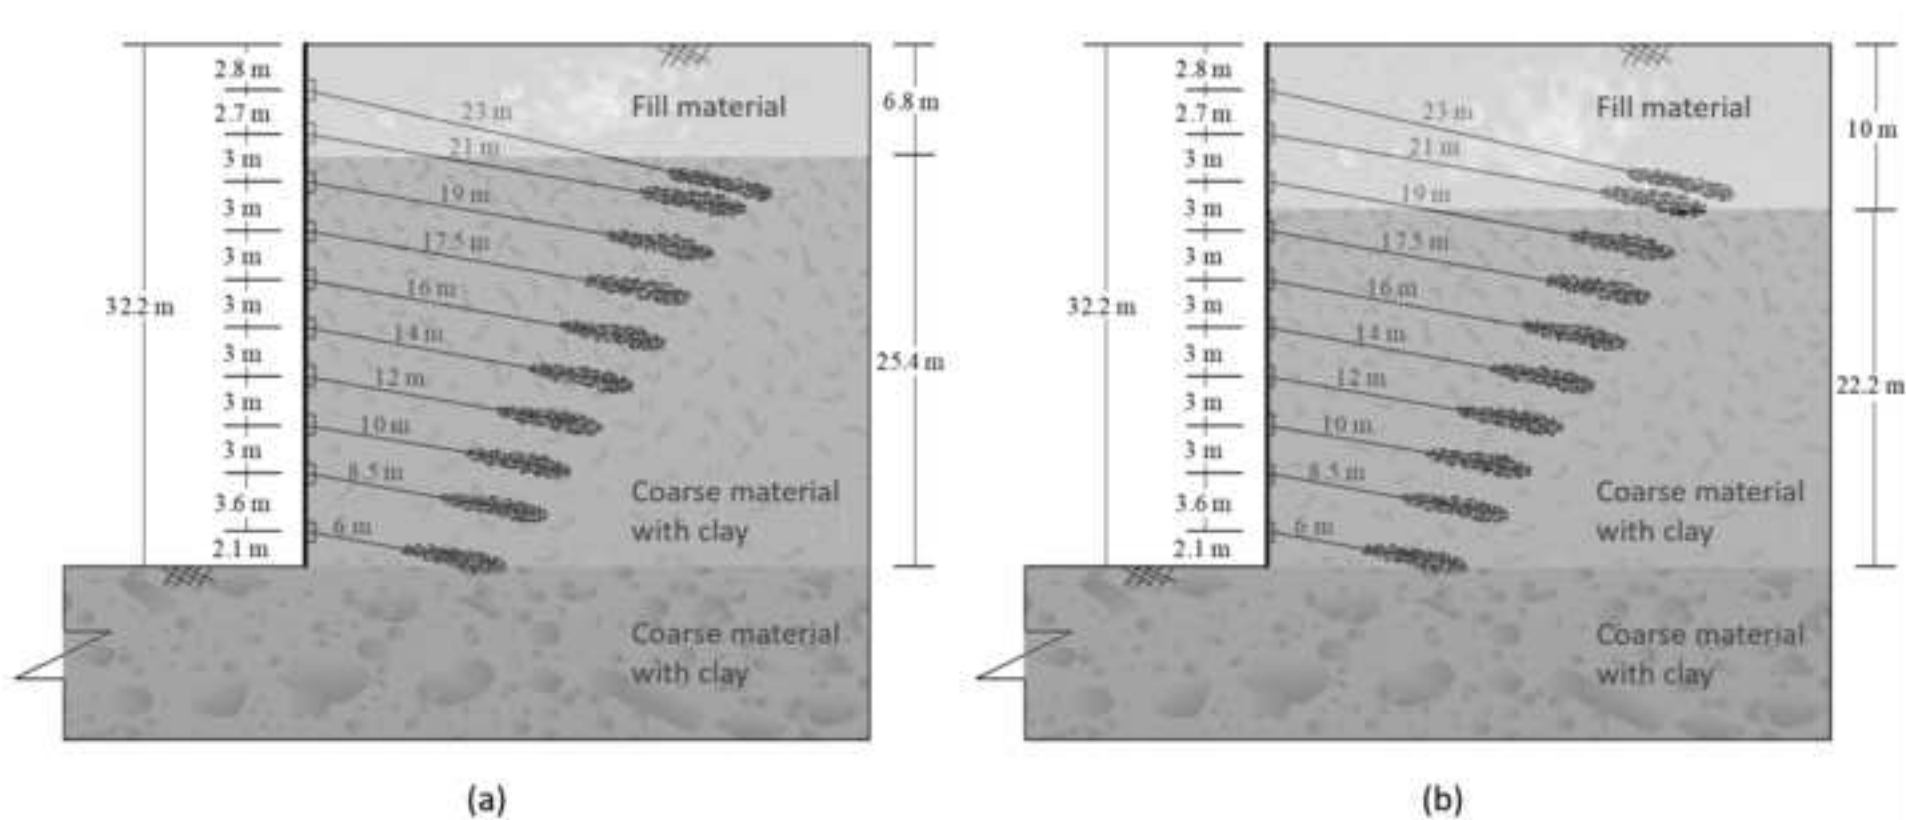 2.8 m
2.7 m
3 m
3 m
3 m
3 m
3 m
3 m
3 m
3.6 m
2.1 m
32.2 m
23 m
21 m
19 m
17.5 m
16 m
14 m
12 m
10 m
8.5 m
6 m
Fill material
Coarse material
with clay
Coarse material
with clay
6.8 m
25.4 m
(a)
2.8 m
2.7 m
3 m
3 m
3 m
3 m
3 m
3 m
3 m
3.6 m
2.1 m
32.2 m
23 m
21 m
19 m
17.5 m
16 m
14 m
12 m
10 m
8.5 m
6 m
Fill material
Coarse material
with clay
Coarse material
with clay
10 m
22.2 m
(b)